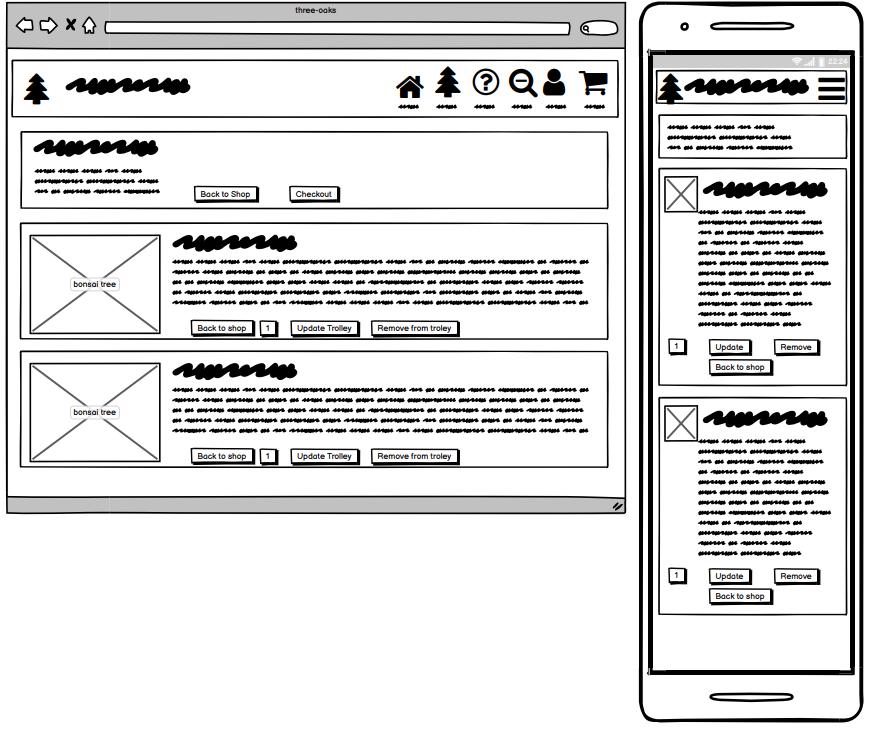 three-oaks
Back to Shop
Checkout
bonsai tree
Back to shop
1
Update Trolley
Remove from troley
bonsai tree
Back to shop
1
Update Trolley
Remove from troley
22:24
1
Update
Remove
Back to shop
1
Update
Remove
Back to shop